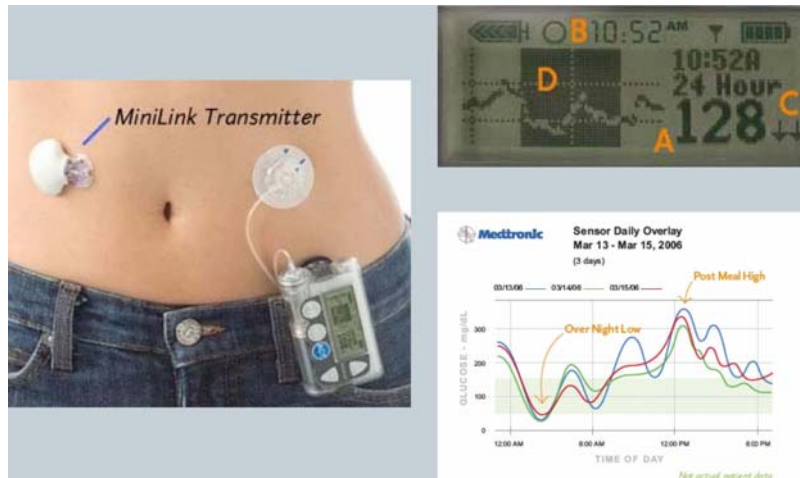 MiniLink Transmitter
B
10:52 AM
D
10:52A
24 Hour
C
A
128
Medtronic
Sensor Daily Overlay
Mar 13 - Mar 15, 2006
(3 days)
03/13/06
03/14/06
03/15/06
Post Meal High
Over Night Low
GLUCOSE - mg/dL
300
200
100
0
12:00 AM
6:00 AM
12:00 PM
6:00 PM
TIME OF DAY
Not actual patient data